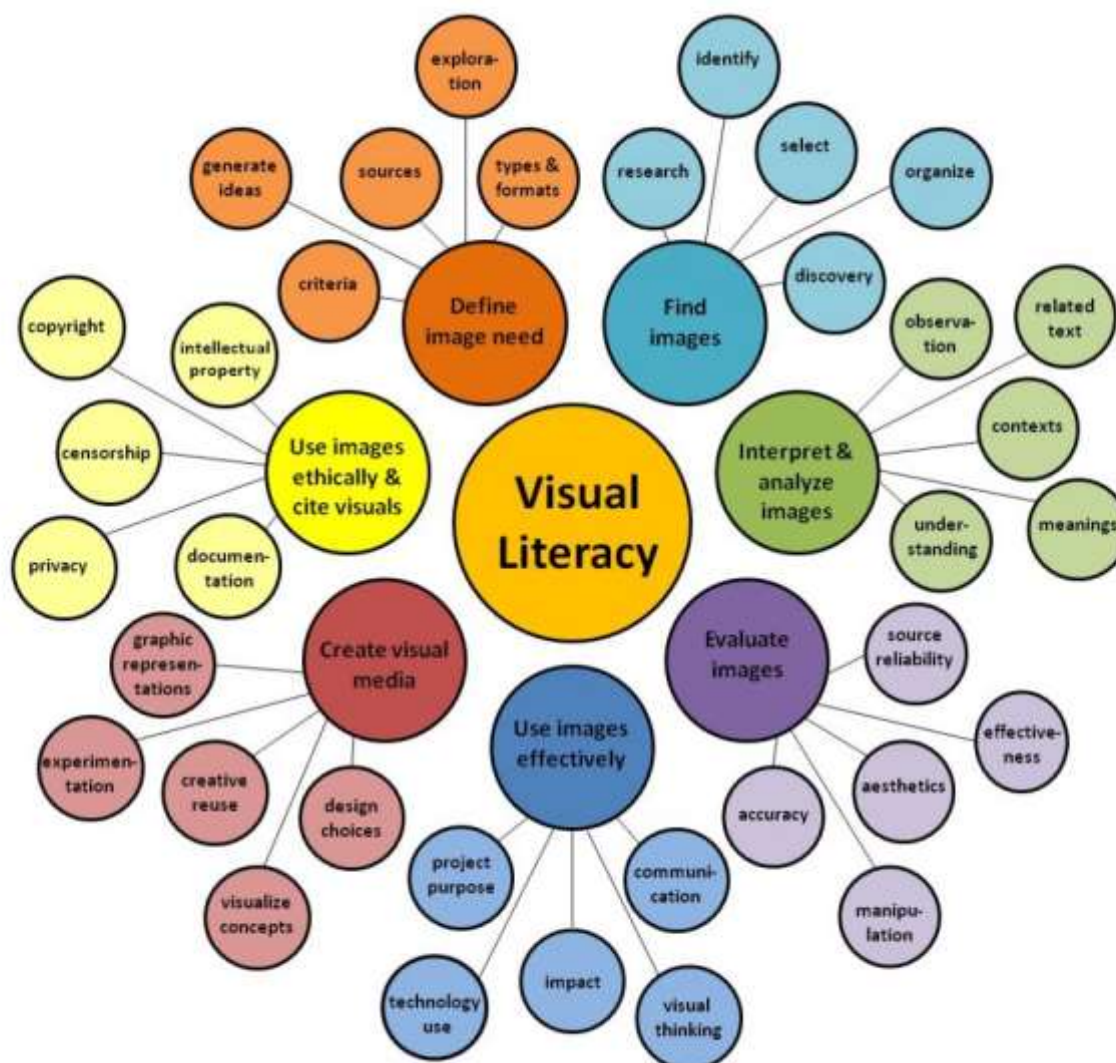 Visual
Literacy
Define
image need
explora-
tion
generate
ideas
sources
types &
formats
criteria
Find
images
identify
research
select
organize
discovery
Interpret &
analyze
images
observa-
tion
related
text
contexts
under-
standing
meanings
Evaluate
images
source
reliability
effective-
ness
aesthetics
accuracy
manipu-
lation
Use images
effectively
project
purpose
communi-
cation
technology
use
impact
visual
thinking
Create visual
media
graphic
represen-
tations
experimen-
tation
creative
reuse
design
choices
visualize
concepts
Use images
ethically &
cite visuals
copyright
intellectual
property
censorship
privacy
documen-
tation